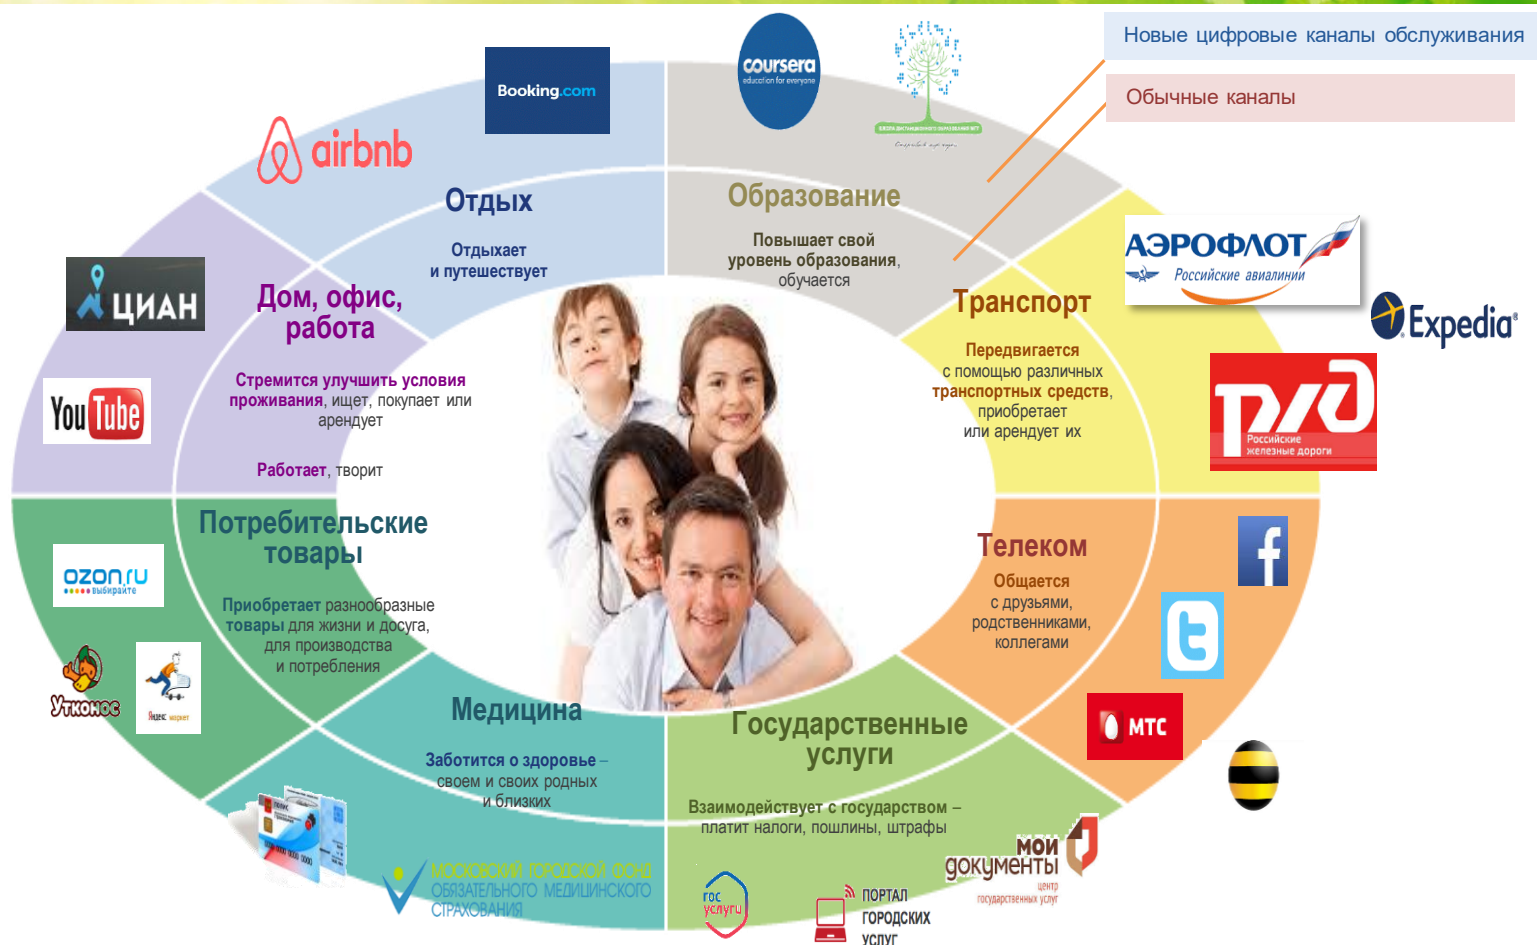 Новые цифровые каналы обслуживания
Обычные каналы
Booking.com
coursera
education for everyone
airbnb
Отдых
Отдыхает
и путешествует
Образование
Повышает свой
уровень образования,
обучается
АЭРОФЛОТ
Российские авиалинии
Expedia®
Транспорт
Передвигается
с помощью различных
транспортных средств,
приобретает
или арендует их
Российские
железные дороги
ЦИАН
Дом, офис,
работа
YouTube
Стремится улучшить условия
проживания, ищет, покупает или
арендует
Работает, творит
Потребительские
товары
ozon.ru
выбирайте
Приобретает разнообразные
товары для жизни и досуга,
для производства
и потребления
УТКОНОС
Яндекс маркет
Телеком
Общается
с друзьями,
родственниками,
коллегами
f
t
МТС
Медицина
Заботится о здоровье –
своем и своих родных
и близких
ПОЛИС
МОСКОВСКИЙ ГОРОДСКОЙ ФОНД
ОБЯЗАТЕЛЬНОГО МЕДИЦИНСКОГО
СТРАХОВАНИЯ
Государственные
услуги
Взаимодействует с государством –
платит налоги, пошлины, штрафы
гос
услуги
ПОРТАЛ
ГОРОДСКИХ
УСЛУГ
мои
документы
центр
государственных услуг